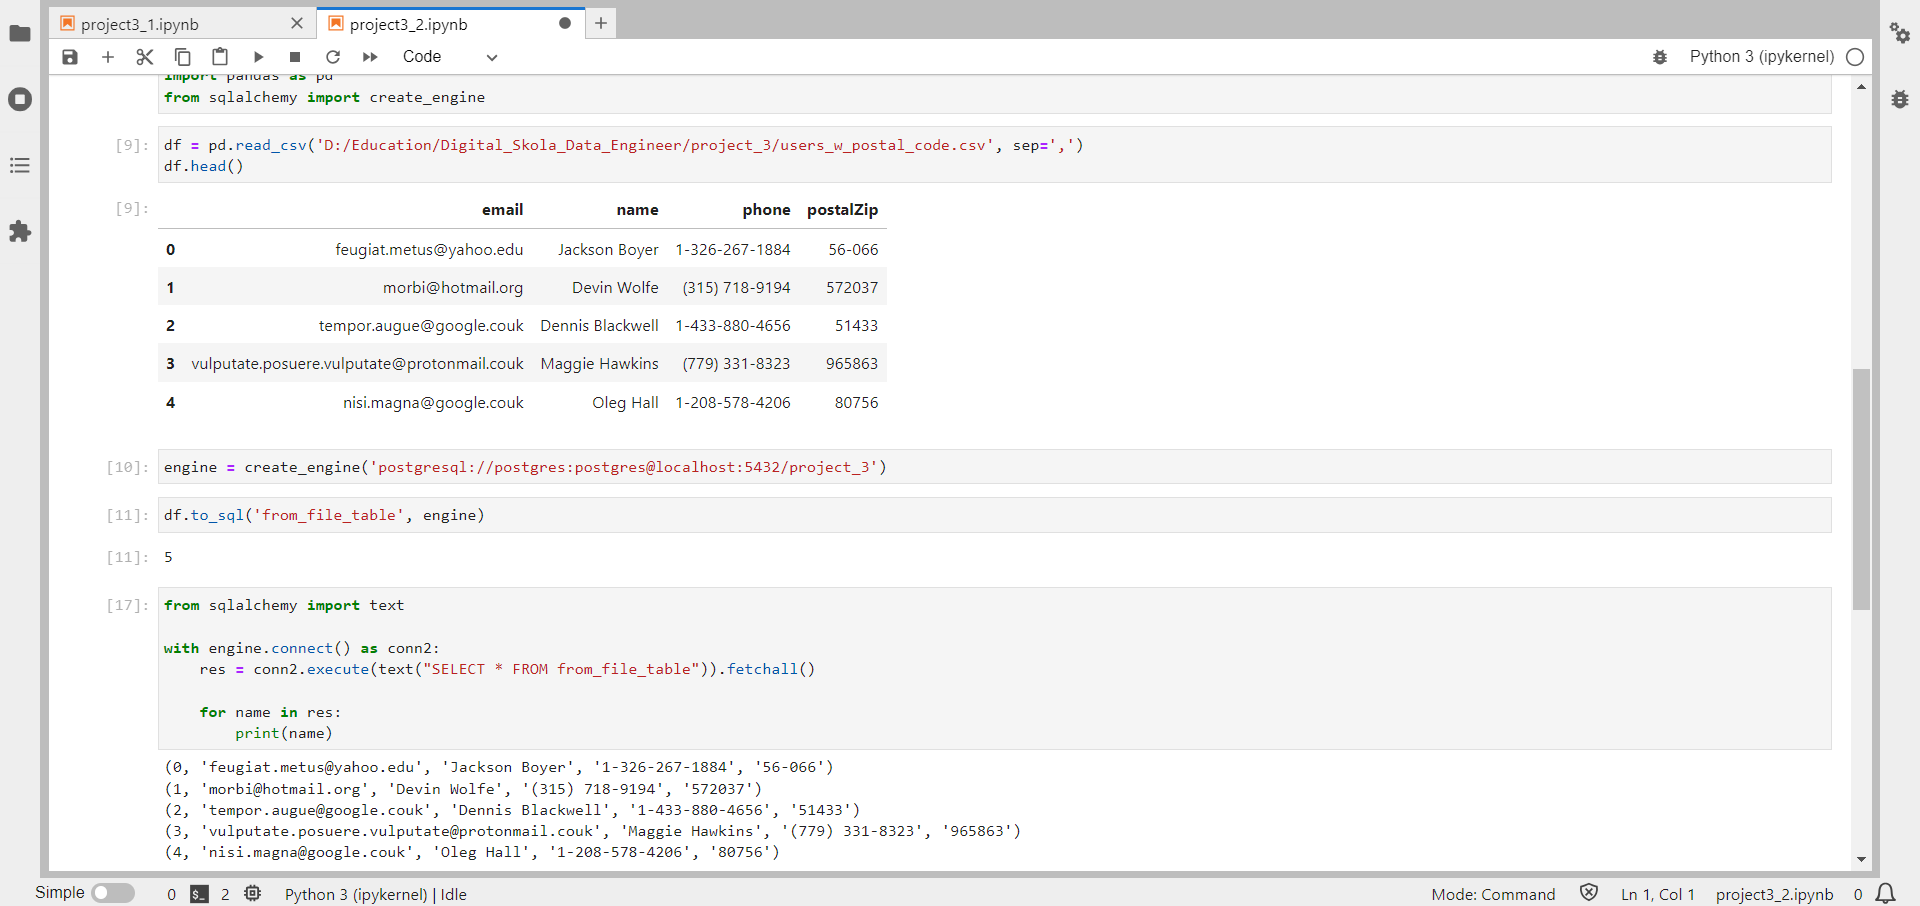 project3_1.ipynb
project3_2.ipynb
Code
Python 3 (ipykernel)
import pandas as pd
from sqlalchemy import create_engine
[9]:
df = pd.read_csv('D:/Education/Digital_Skola_Data_Engineer/project_3/users_w_postal_code.csv', sep=',')
df.head()
[9]:
email name phone postalZip
0 feugiat.metus@yahoo.edu Jackson Boyer 1-326-267-1884 56-066
1 morbi@hotmail.org Devin Wolfe (315) 718-9194 572037
2 tempor.augue@google.couk Dennis Blackwell 1-433-880-4656 51433
3 vulputate.posuere.vulputate@protonmail.couk Maggie Hawkins (779) 331-8323 965863
4 nisi.magna@google.couk Oleg Hall 1-208-578-4206 80756
[10]:
engine = create_engine('postgresql://postgres:postgres@localhost:5432/project_3')
[11]:
df.to_sql('from_file_table', engine)
[11]:
5
[17]:
from sqlalchemy import text
with engine.connect() as conn2:
    res = conn2.execute(text("SELECT * FROM from_file_table")).fetchall()
    for name in res:
        print(name)
(0, 'feugiat.metus@yahoo.edu', 'Jackson Boyer', '1-326-267-1884', '56-066')
(1, 'morbi@hotmail.org', 'Devin Wolfe', '(315) 718-9194', '572037')
(2, 'tempor.augue@google.couk', 'Dennis Blackwell', '1-433-880-4656', '51433')
(3, 'vulputate.posuere.vulputate@protonmail.couk', 'Maggie Hawkins', '(779) 331-8323', '965863')
(4, 'nisi.magna@google.couk', 'Oleg Hall', '1-208-578-4206', '80756')
Simple 0 $_ 2 Python 3 (ipykernel) | Idle Mode: Command Ln 1, Col 1 project3_2.ipynb 0